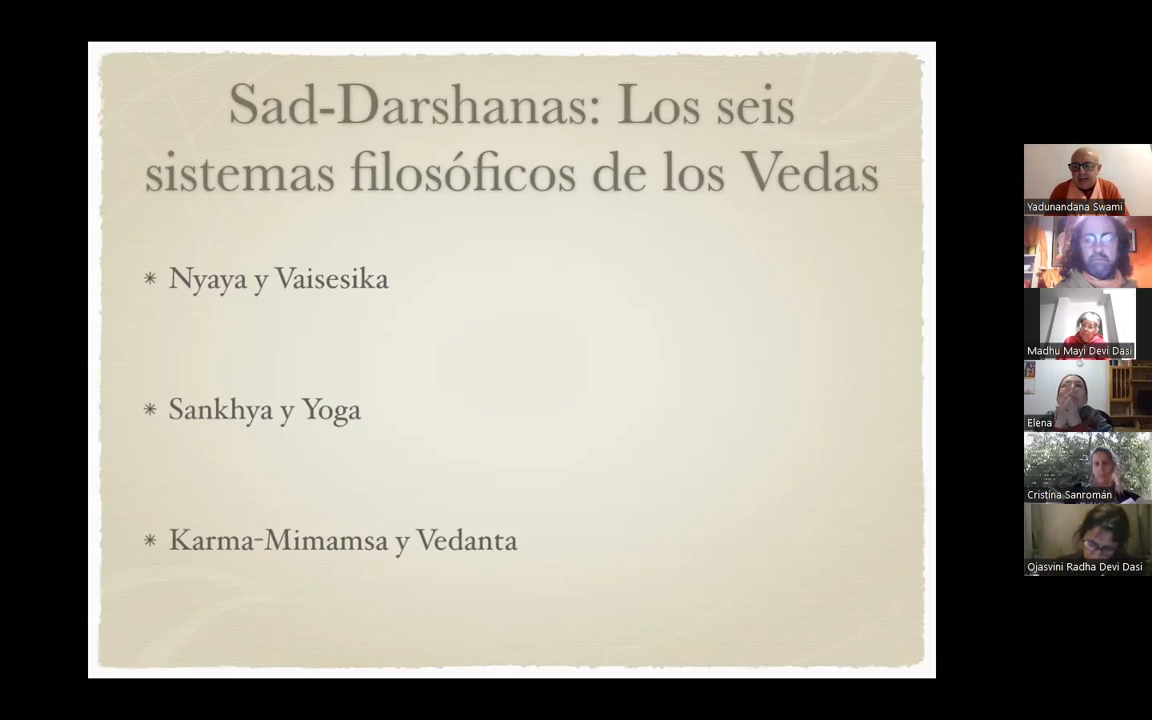 Sad-Darshanas: Los seis
sistemas filosóficos de los Vedas
* Nyaya y Vaisesika
* Sankhya y Yoga
* Karma-Mimamsa y Vedanta
Yadunandana Swami
Madhu Mayi Devi Dasi
Elena
Cristina Sanromán
Ojasvini Radha Devi Dasi